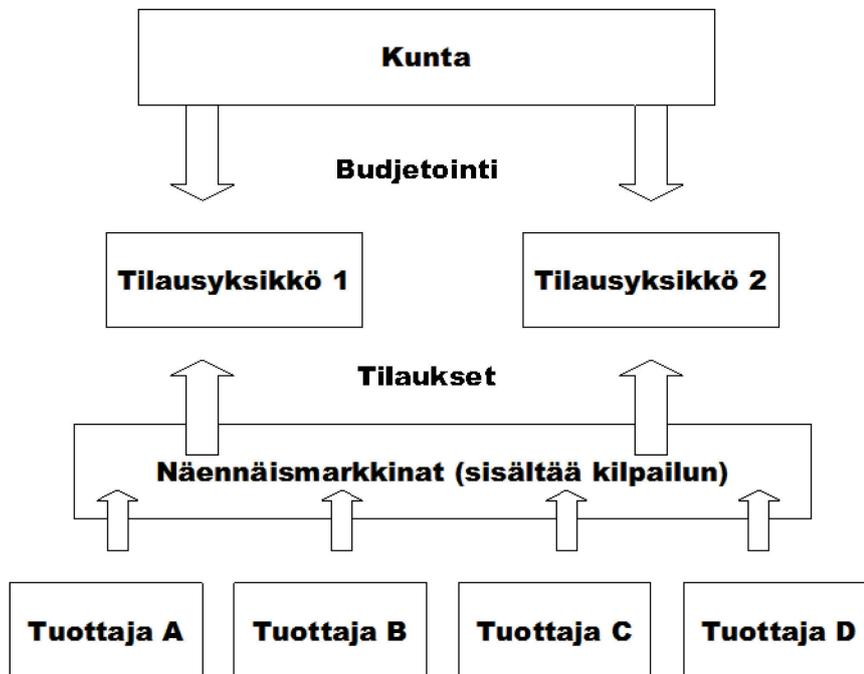 Kunta
Budjetointi
Tilausyksikkö 1
Tilausyksikkö 2
Tilaukset
Näennäismarkkinat (sisältää kilpailun)
Tuottaja A
Tuottaja B
Tuottaja C
Tuottaja D